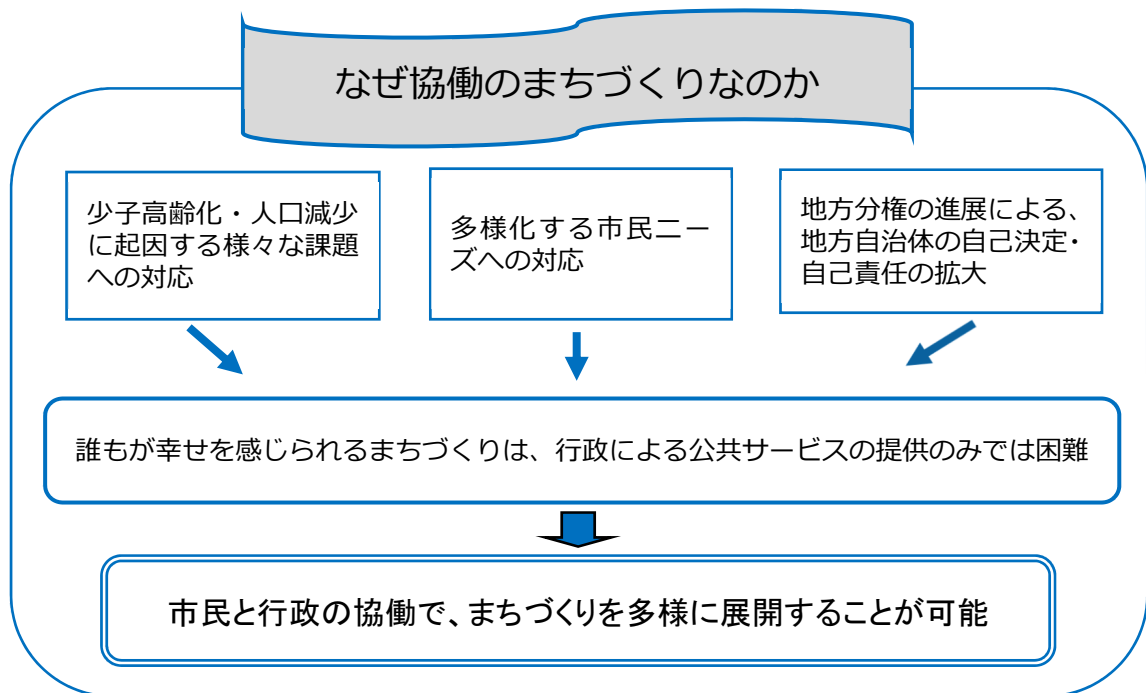 なぜ協働のまちづくりなのか
少子高齢化・人口減少
に起因する様々な課題
への対応
多様化する市民ニー
ズへの対応
地方分権の進展による、
地方自治体の自己決定・
自己責任の拡大
誰もが幸せを感じられるまちづくりは、行政による公共サービスの提供のみでは困難
市民と行政の協働で、まちづくりを多様に展開することが可能